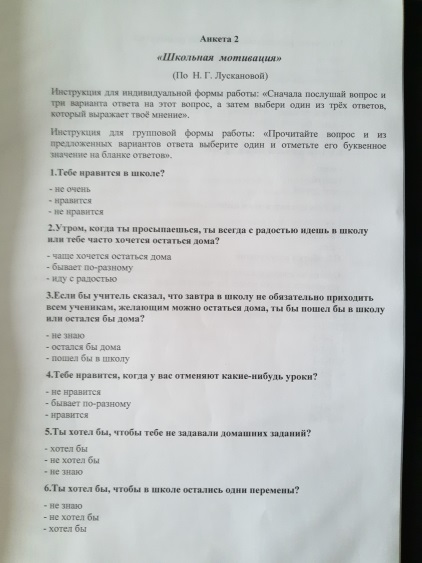 Анкета 2
«Школьная мотивация»
(По Н. Г. Лускановой)
Инструкция для индивидуальной формы работы: «Сначала послушай вопрос и
три варианта ответа на этот вопрос, а затем выбери один из трёх ответов,
который выражает твоё мнение».
Инструкция для групповой формы работы: «Прочитайте вопрос и из
предложенных вариантов ответа выберите один и отметьте его буквенное
значение на бланке ответов».
1.Тебе нравится в школе?
- не очень
- нравится
- не нравится
2.Утром, когда ты просыпаешься, ты всегда с радостью идешь в школу
или тебе часто хочется остаться дома?
- чаще хочется остаться дома
- бывает по-разному
- иду с радостью
3.Если бы учитель сказал, что завтра в школу не обязательно приходить
всем ученикам, желающим можно остаться дома, ты бы пошел бы в школу
или остался бы дома?
- не знаю
- остался бы дома
- пошел бы в школу
4.Тебе нравится, когда у вас отменяют какие-нибудь уроки?
- не нравится
- бывает по-разному
- нравится
5.Ты хотел бы, чтобы тебе не задавали домашних заданий?
- хотел бы
- не хотел бы
- не знаю
6.Ты хотел бы, чтобы в школе остались одни перемены?
- не знаю
- не хотел бы
- хотел бы